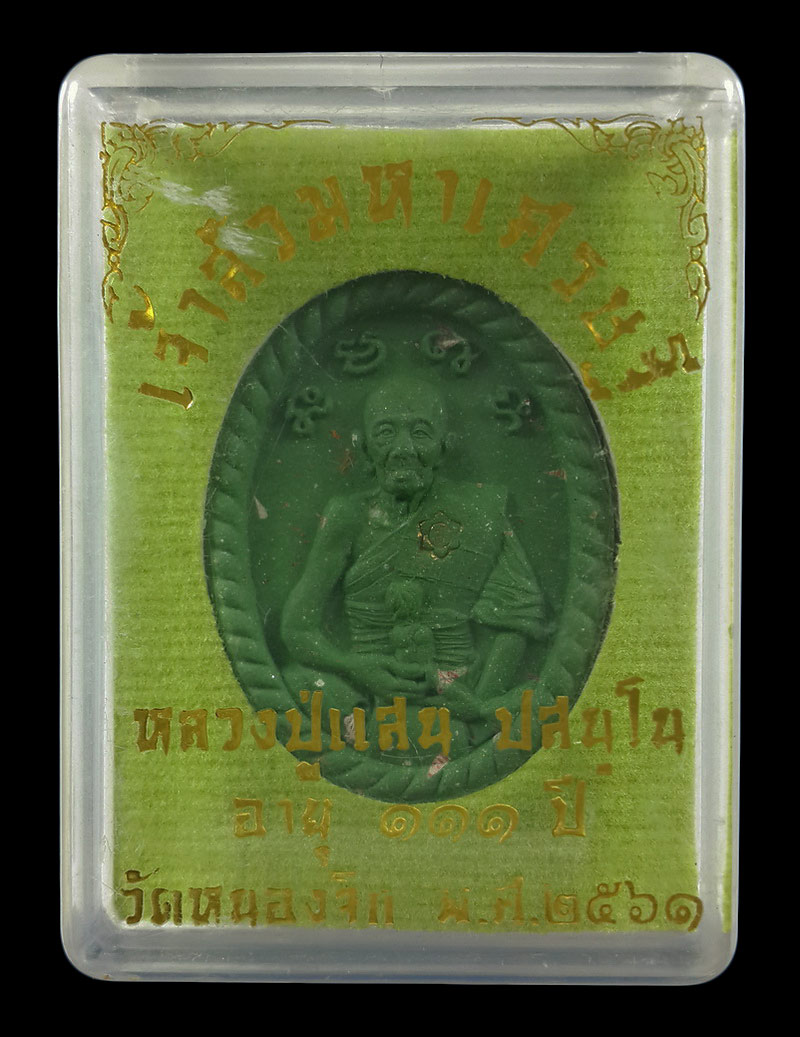 เจ้าสัวมหาเศรษฐี
หลวงปู่แสน ปสนฺโน
อายุ ๑๑๑ ปี
วัดหนองจิก พ.ศ.๒๕๖๑